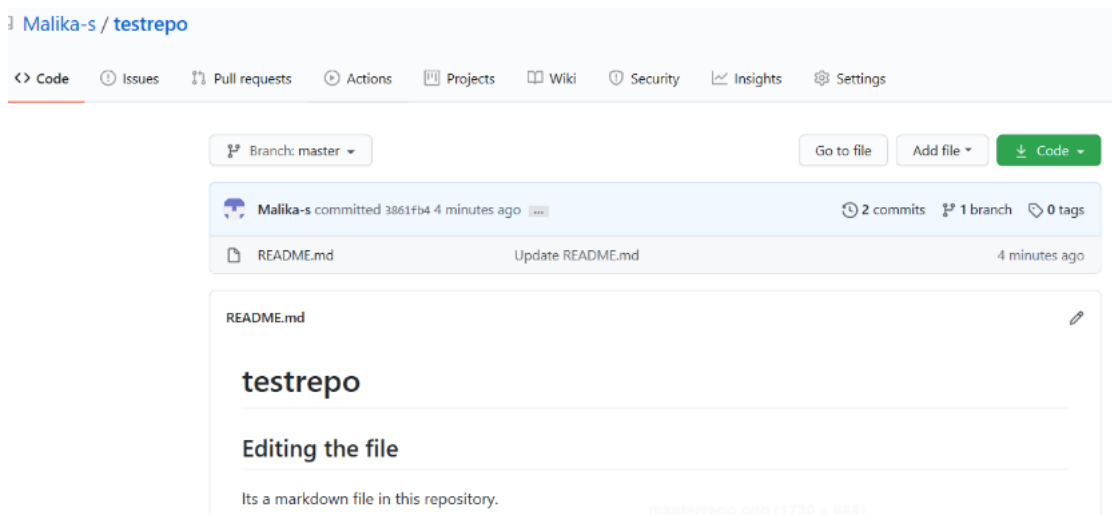 Malika-s / testrepo
<> Code Issues Pull requests Actions Projects Wiki Security Insights Settings
Branch: master Go to file Add file Code
Malika-s committed 3861fb4 4 minutes ago ... 2 commits 1 branch 0 tags
README.md Update README.md 4 minutes ago
README.md
testrepo
Editing the file
Its a markdown file in this repository.